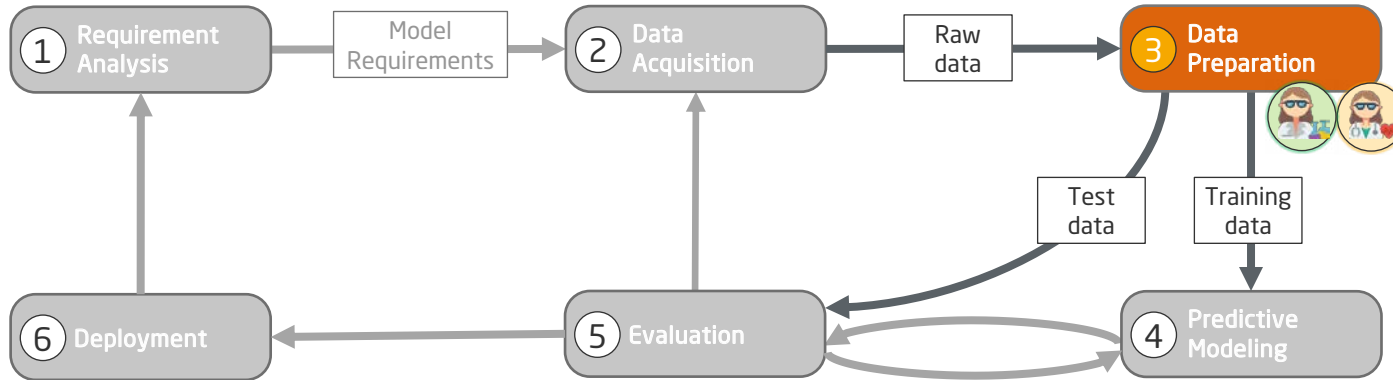 1
Requirement
Analysis
Model
Requirements
2
Data
Acquisition
Raw
data
3
Data
Preparation
Test
data
Training
data
6
Deployment
5
Evaluation
4
Predictive
Modeling